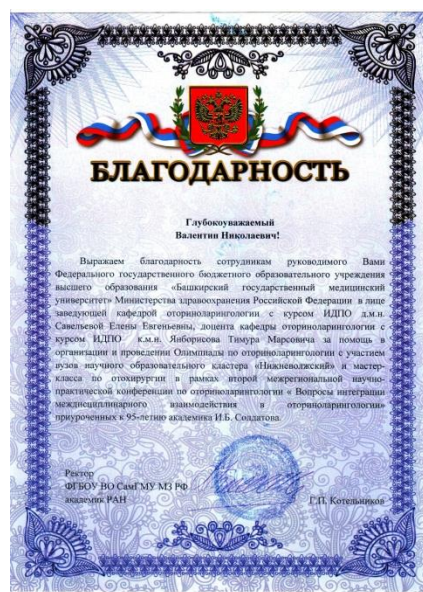 БЛАГОДАРНОСТЬ
Глубокоуважаемый
Валентин Николаевич!
Выражаем благодарность сотрудникам руководимого Вами
Федерального государственного бюджетного образовательного учреждения
высшего образования «Башкирский государственный медицинский
университет» Министерства здравоохранения Российской Федерации в лице
заведующей кафедрой оториноларингологии с курсом ИДПО д.м.н.
Савельевой Елены Евгеньевны, доцента кафедры оториноларингологии с
курсом ИДПО к.м.н. Янборисова Тимура Марсовича за помощь в
организации и проведении Олимпиады по оториноларингологии с участием
вузов научного образовательного кластера «Нижневолжский» и мастер-
класса по отохирургии в рамках второй межрегиональной научно-
практической конференции по оториноларингологии « Вопросы интеграции
междисциплинарного взаимодействия в оториноларингологии»
приуроченных к 95-летию академика И.Б. Солдатова.
Ректор
ФГБОУ ВО СамГМУ МЗ РФ
академик РАН Г.П. Котельников